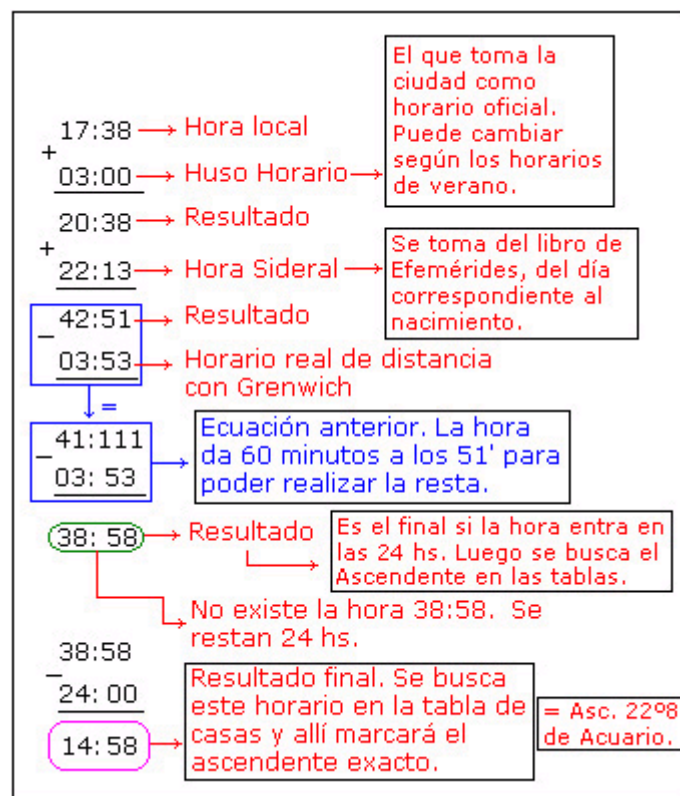 El que toma la
ciudad como
horario oficial.
Puede cambiar
según los horarios
de verano.
17:38 → Hora local
+
03:00 → Huso Horario →
20:38 → Resultado
+
22:13 → Hora Sideral →
Se toma del libro de
Efemérides, del día
correspondiente al
nacimiento.
42:51 → Resultado
−
03:53 → Horario real de distancia
con Grenwich
=
41:111
−
03: 53
Ecuación anterior. La hora
da 60 minutos a los 51' para
poder realizar la resta.
38: 58 → Resultado
Es el final si la hora entra en
las 24 hs. Luego se busca el
Ascendente en las tablas.
No existe la hora 38:58. Se
restan 24 hs.
38:58
−
24: 00
14: 58
Resultado final. Se busca
este horario en la tabla de
casas y allí marcará el
ascendente exacto.
= Asc. 22º8
de Acuario.